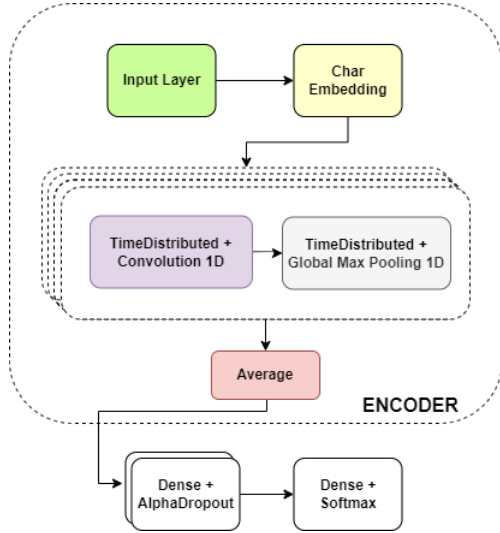 Input Layer
Char
Embedding
TimeDistributed +
Convolution 1D
TimeDistributed +
Global Max Pooling 1D
Average
ENCODER
Dense +
AlphaDropout
Dense +
Softmax